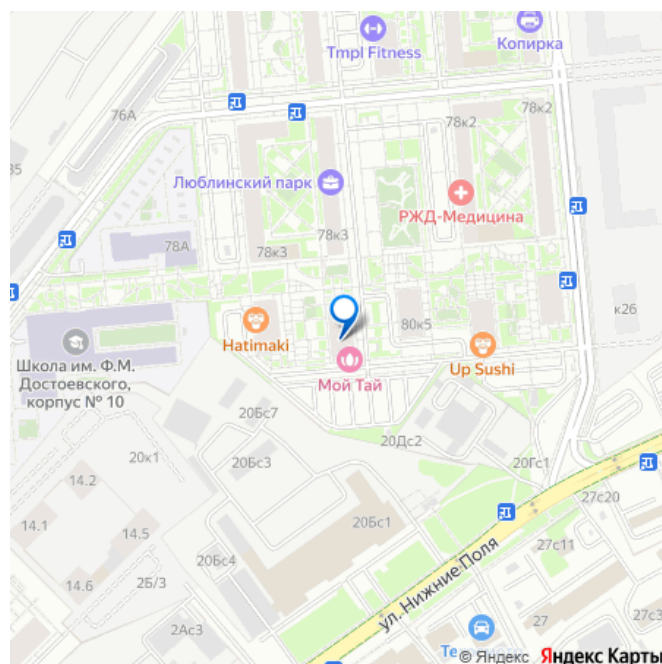 Tmpl Fitness
Копирка
76А
35
78к2
78к2
Люблинский парк
РЖД-Медицина
78А
78к3
78к3
к26
Hatimaki
80к5
Up Sushi
Школа им. Ф.М.
Достоевского,
корпус № 10
Мой Тай
20Бс7
20Дс2
20к1
20Бс3
20Гс1
14.2
27с20
14.1
14.5
20Бс1
27с11
20Бс4
14.6
2Б/3
ул. Нижние Поля
2Ас3
27
© Яндекс Яндекс Карты